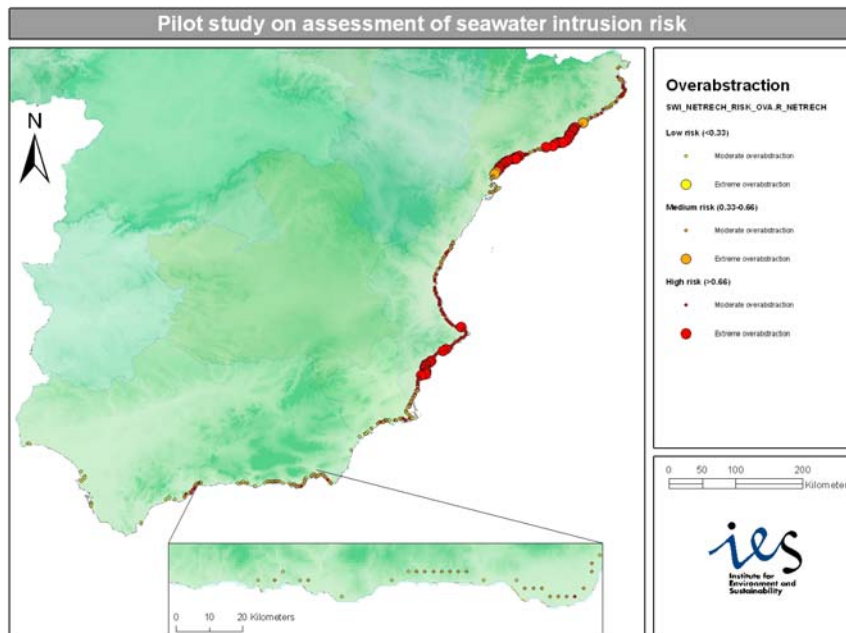 Pilot study on assessment of seawater intrusion risk
N
Overabstraction
SWI_NETRECH_RISK_OVA.R_NETRECH
Low risk (<0.33)
Moderate overabstraction
Extreme overabstraction
Medium risk (0.33-0.66)
Moderate overabstraction
Extreme overabstraction
High risk (>0.66)
Moderate overabstraction
Extreme overabstraction
0 50 100 200
Kilometers
ies
Institute for
Environment and
Sustainability
0 10 20 Kilometers